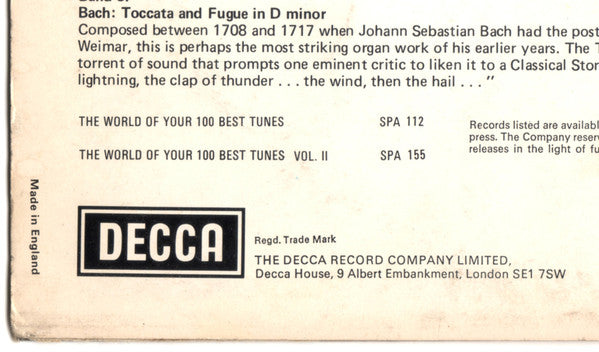 Bach: Toccata and Fugue in D minor
Composed between 1708 and 1717 when Johann Sebastian Bach had the post
Weimar, this is perhaps the most striking organ work of his earlier years. The T
torrent of sound that prompts one eminent critic to liken it to a Classical Stor
lightning, the clap of thunder . . . the wind, then the hail . . . ”
THE WORLD OF YOUR 100 BEST TUNES SPA 112
THE WORLD OF YOUR 100 BEST TUNES VOL. II SPA 155
Records listed are availabl
press. The Company reserv
releases in the light of fu
Made in England
DECCA
Regd. Trade Mark
THE DECCA RECORD COMPANY LIMITED,
Decca House, 9 Albert Embankment, London SE1 7SW